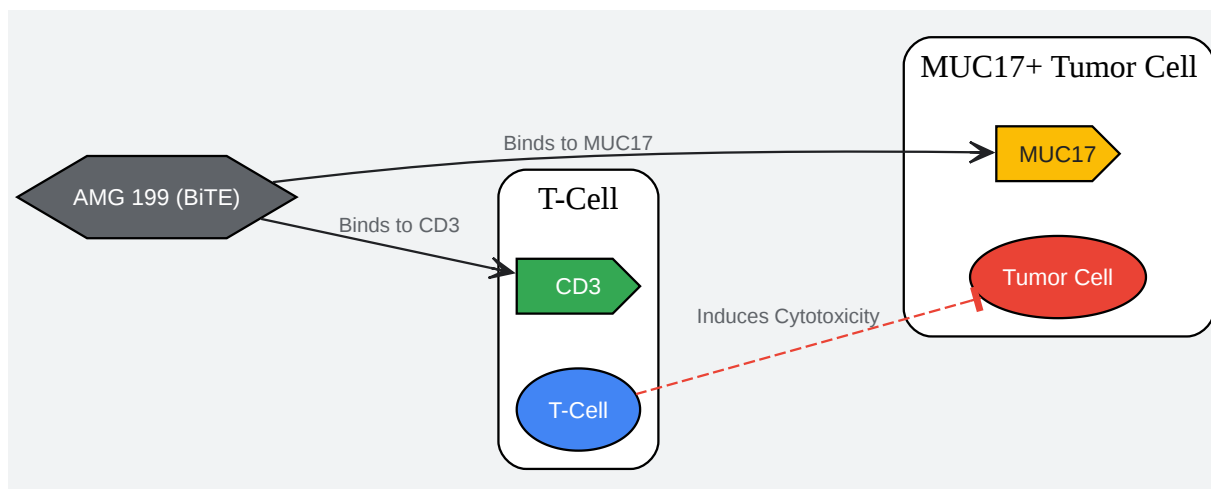 MUC17+ Tumor Cell
Binds to MUC17
MUC17
AMG 199 (BiTE)
T-Cell
Binds to CD3
CD3
Tumor Cell
Induces Cytotoxicity
T-Cell